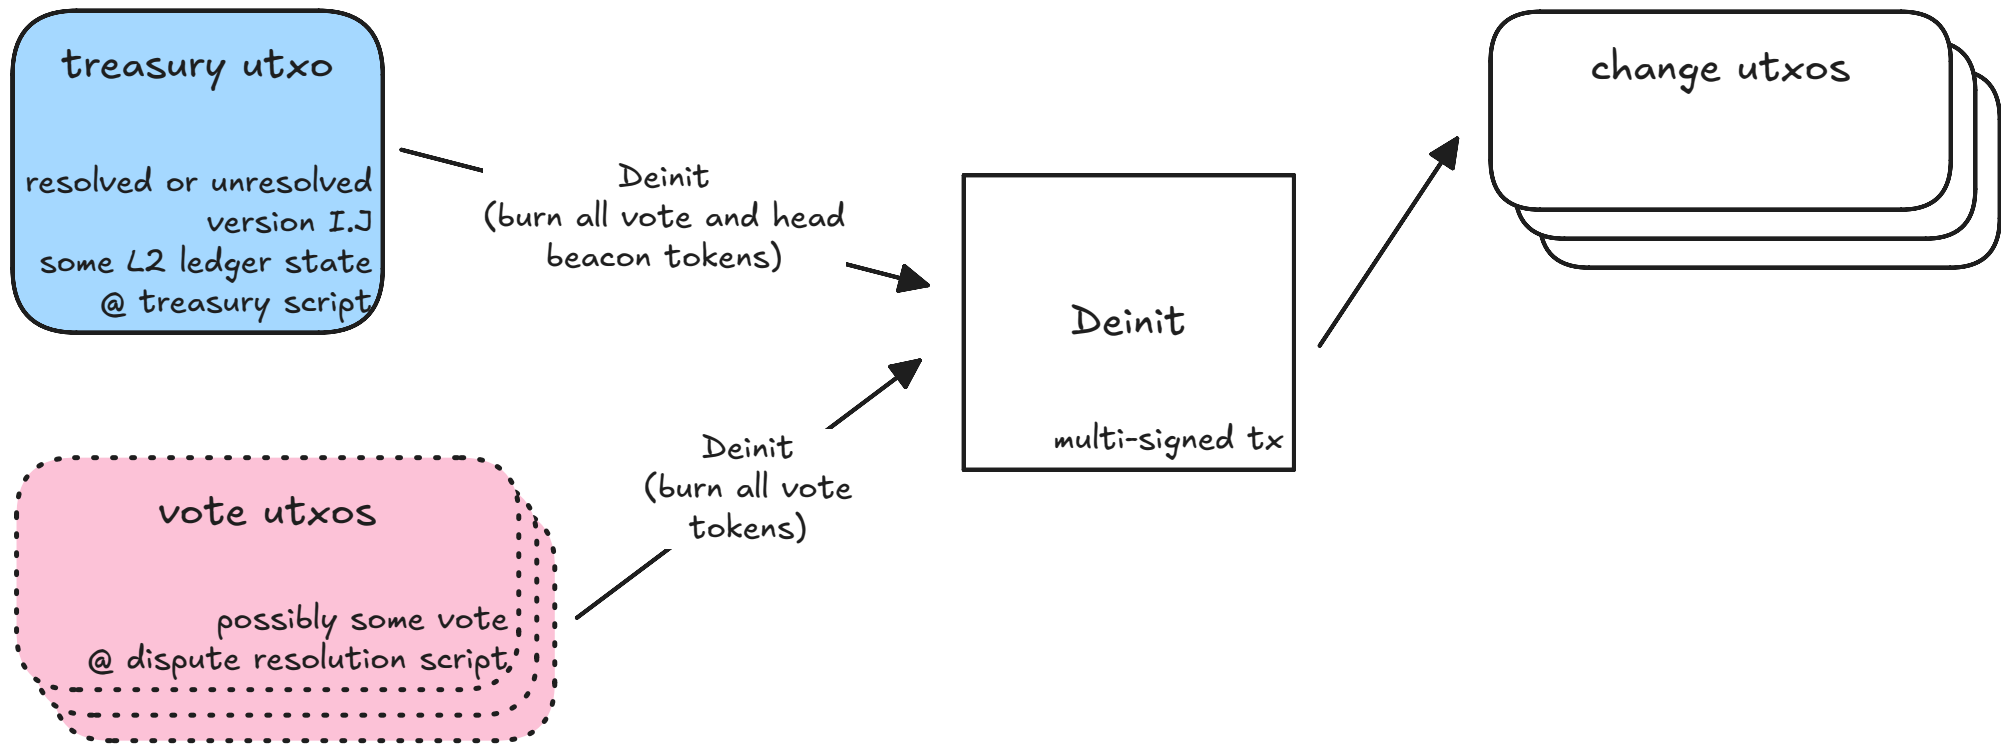 treasury utxo
resolved or unresolved
version I.J
some L2 ledger state
@ treasury script
Deinit
(burn all vote and head
beacon tokens)
Deinit
multi-signed tx
change utxos
vote utxos
possibly some vote
@ dispute resolution script
Deinit
(burn all vote
tokens)